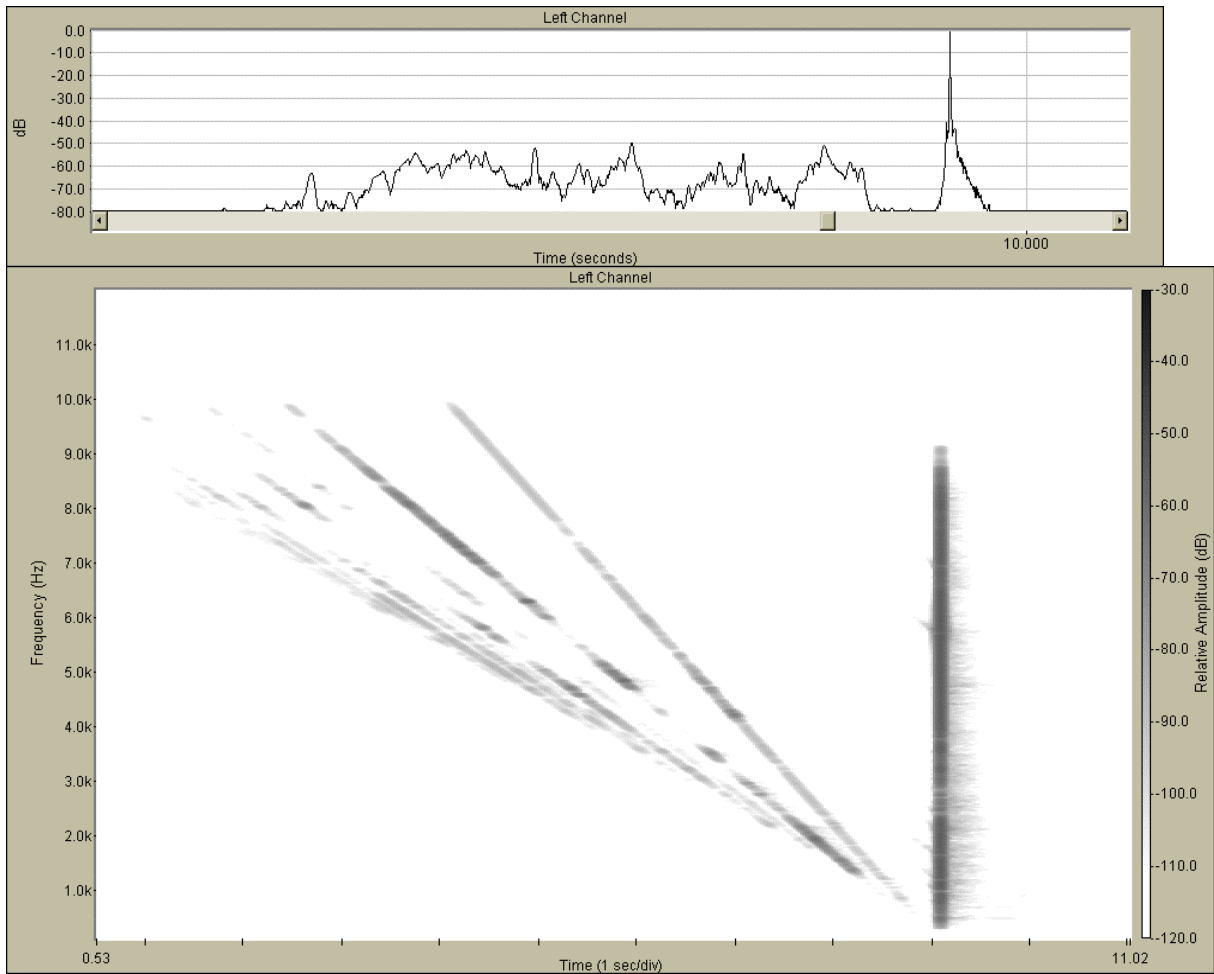 Left Channel
0.0
-10.0
-20.0
-30.0
-40.0
-50.0
-60.0
-70.0
-80.0
dB
10.000
Time (seconds)
Left Channel
11.0k
10.0k
9.0k
8.0k
7.0k
6.0k
5.0k
4.0k
3.0k
2.0k
1.0k
Frequency (Hz)
0.53
Time (1 sec/div)
11.02
-30.0
-40.0
-50.0
-60.0
-70.0
-80.0
-90.0
-100.0
-110.0
-120.0
Relative Amplitude (dB)